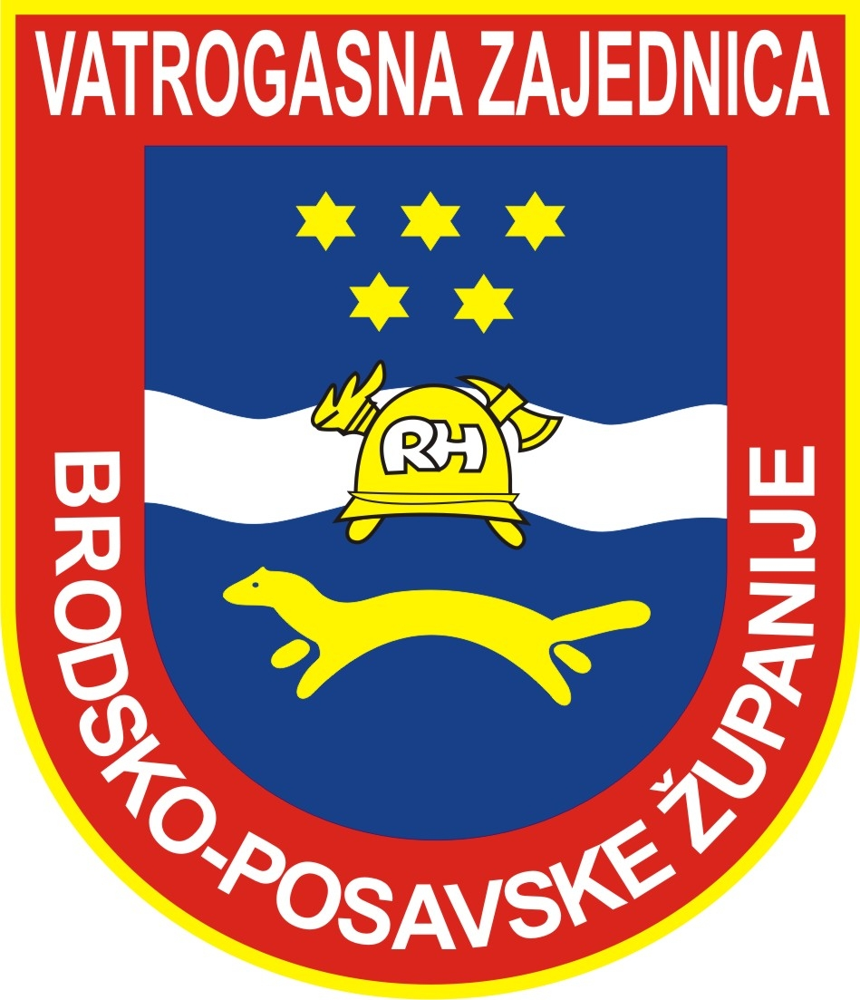 VATROGASNA ZAJEDNICA
RH
BRODSKO-POSAVSKE ŽUPANIJE